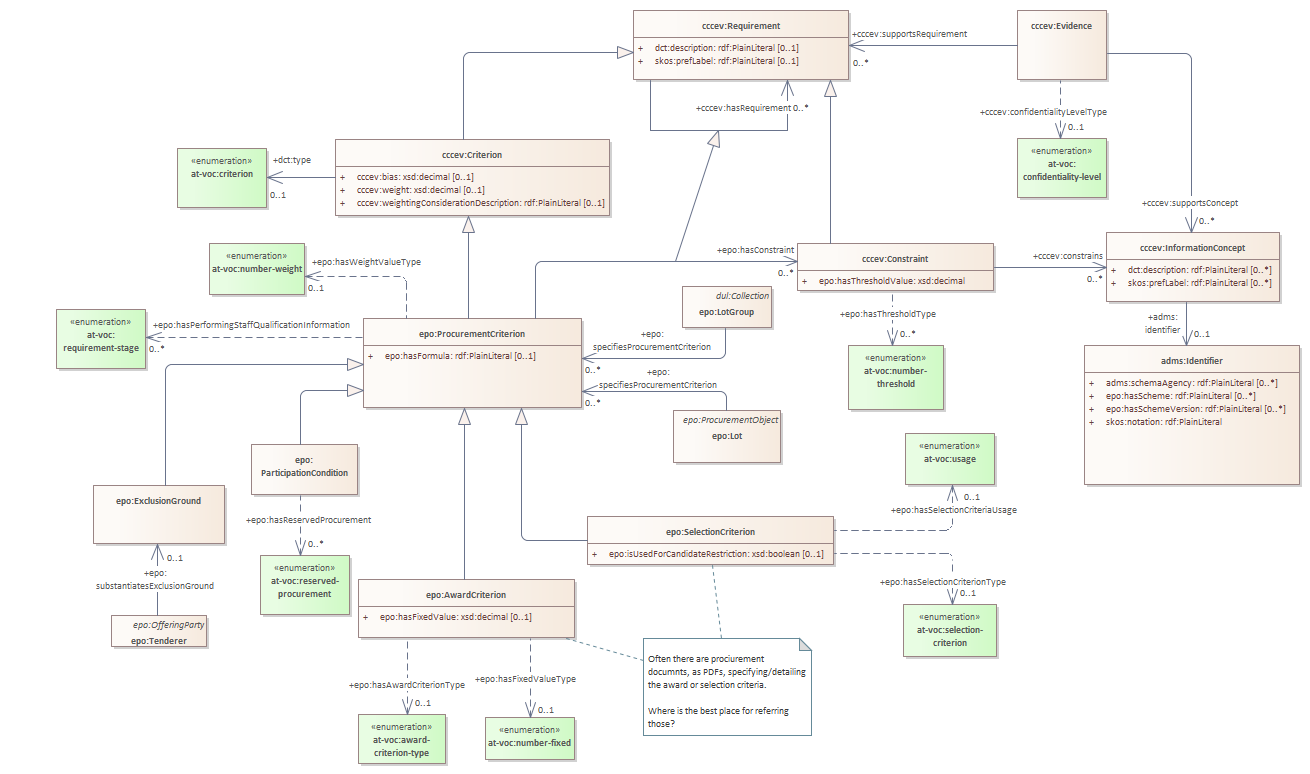 cccev:Requirement
+ dct:description: rdf:PlainLiteral [0..1]
+ skos:prefLabel: rdf:PlainLiteral [0..1]
+cccev:supportsRequirement
0..*
cccev:Evidence
+cccev:hasRequirement 0..*
+cccev:confidentialityLevelType
0..1
«enumeration»
at-voc:
confidentiality-level
«enumeration»
at-voc:criterion
+dct:type
0..1
cccev:Criterion
+ cccev:bias: xsd:decimal [0..1]
+ cccev:weight: xsd:decimal [0..1]
+ cccev:weightingConsiderationDescription: rdf:PlainLiteral [0..1]
+cccev:supportsConcept
0..*
«enumeration»
at-voc:number-weight
+epo:hasWeightValueType
0..1
+epo:hasConstraint
0..*
cccev:Constraint
+ epo:hasThresholdValue: xsd:decimal
+cccev:constrains
0..*
cccev:InformationConcept
+ dct:description: rdf:PlainLiteral [0..*]
+ skos:prefLabel: rdf:PlainLiteral [0..*]
dul:Collection
epo:LotGroup
+epo:hasThresholdType
0..*
+adms:
identifier
0..1
«enumeration»
at-voc:
requirement-stage
+epo:hasPerformingStaffQualificationInformation
0..*
epo:ProcurementCriterion
+ epo:hasFormula: rdf:PlainLiteral [0..1]
+epo:
specifiesProcurementCriterion
0..*
+epo:
specifiesProcurementCriterion
0..*
«enumeration»
at-voc:number-
threshold
adms:Identifier
+ adms:schemaAgency: rdf:PlainLiteral [0..*]
+ epo:hasScheme: rdf:PlainLiteral [0..*]
+ epo:hasSchemeVersion: rdf:PlainLiteral [0..*]
+ skos:notation: rdf:PlainLiteral
epo:ProcurementObject
epo:Lot
«enumeration»
at-voc:usage
0..1
+epo:hasSelectionCriteriaUsage
epo:
ParticipationCondition
epo:ExclusionGround
+epo:hasReservedProcurement
0..*
epo:SelectionCriterion
+ epo:isUsedForCandidateRestriction: xsd:boolean [0..1]
0..1
+epo:
substantiatesExclusionGround
«enumeration»
at-voc:reserved-
procurement
+epo:hasSelectionCriterionType
0..1
epo:AwardCriterion
+ epo:hasFixedValue: xsd:decimal [0..1]
epo:OfferingParty
epo:Tenderer
«enumeration»
at-voc:selection-
criterion
Often there are prociurement
documnts, as PDFs, specifying/detailing
the award or selection criteria.
Where is the best place for referring
those?
+epo:hasAwardCriterionType
0..1
+epo:hasFixedValueType
0..1
«enumeration»
at-voc:award-
criterion-type
«enumeration»
at-voc:number-fixed